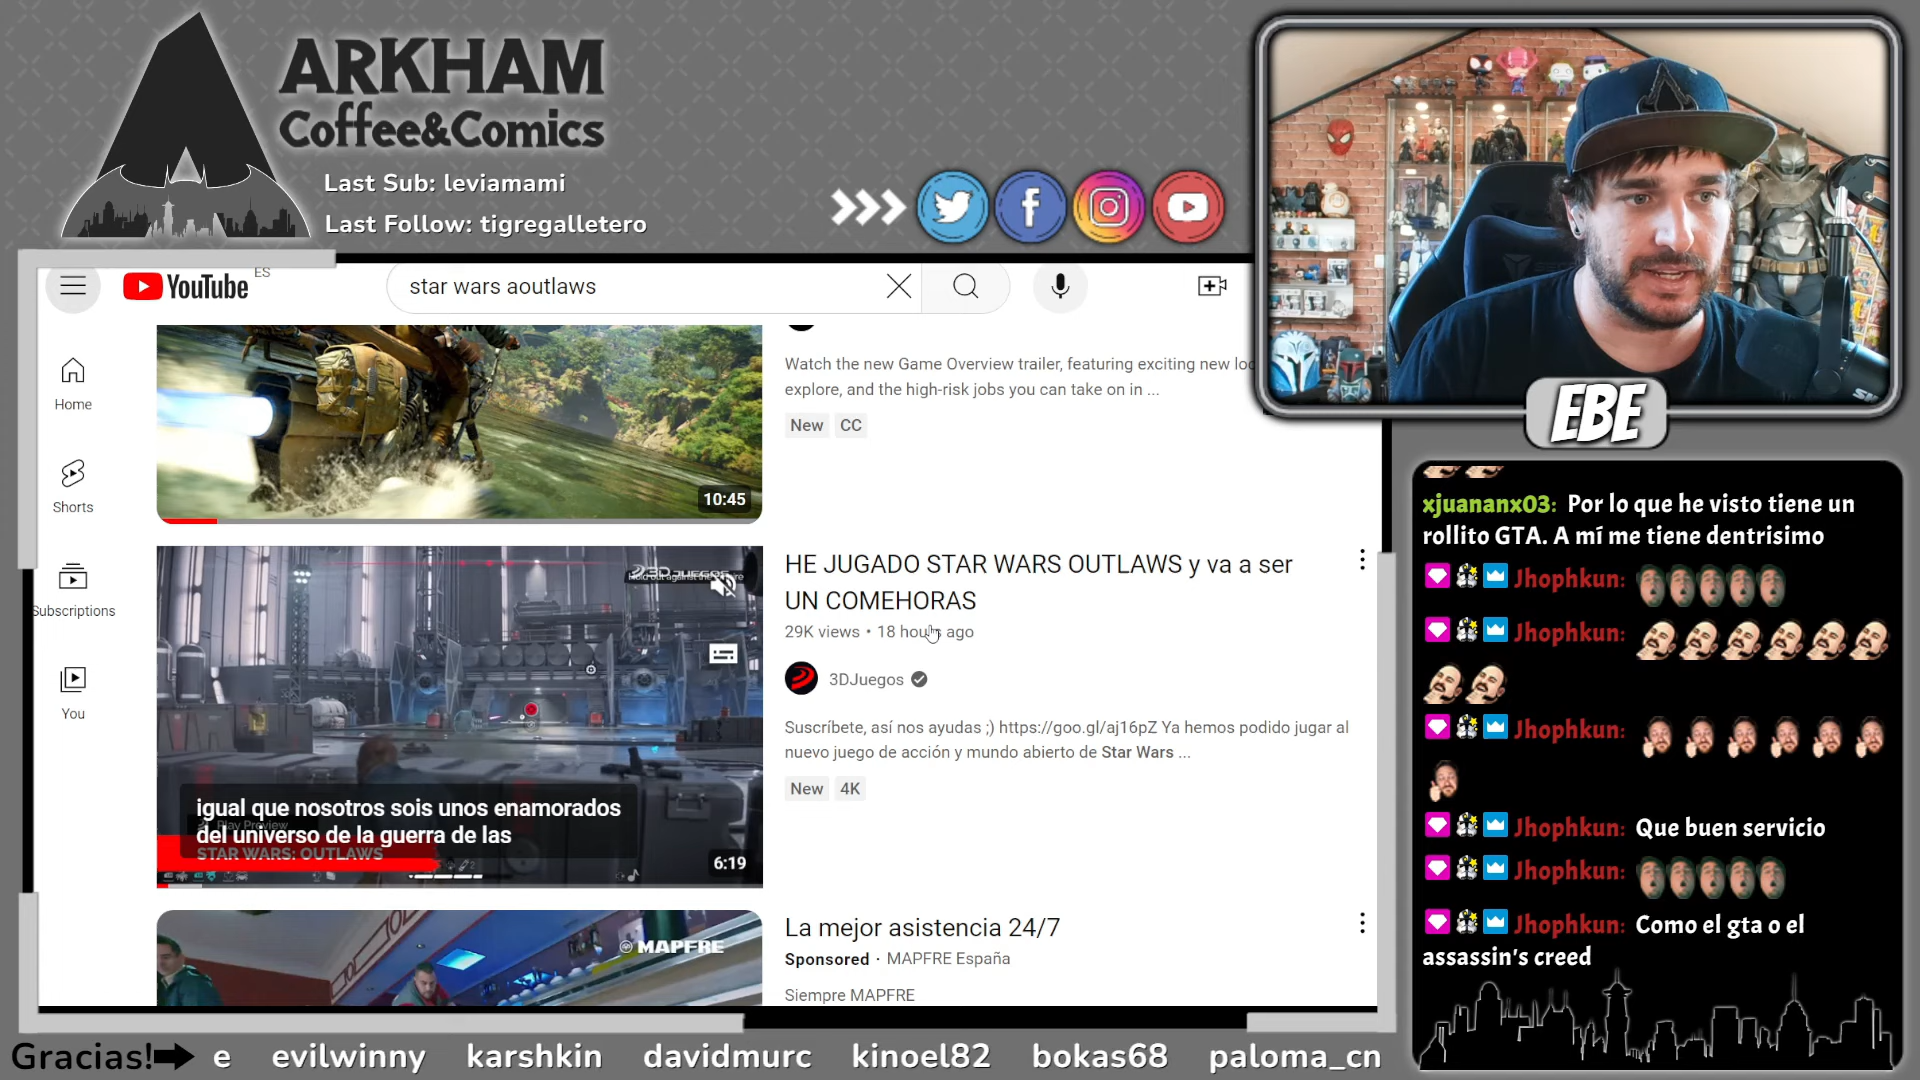 ARKHAM
Coffee&Comics
Last Sub: leviamami
Last Follow: tigregalletero
YouTube
ES
star wars aoutlaws
Home
Shorts
Subscriptions
You
10:45
Watch the new Game Overview trailer, featuring exciting new loc
explore, and the high-risk jobs you can take on in ...
New
CC
3DJUEGOS
igual que nosotros sois unos enamorados
del universo de la guerra de las
Play Preview
STAR WARS: OUTLAWS
6:19
HE JUGADO STAR WARS OUTLAWS y va a ser
UN COMEHORAS
29K views • 18 hours ago
3DJuegos
Suscríbete, así nos ayudas ;) https://goo.gl/aj16pZ Ya hemos podido jugar al
nuevo juego de acción y mundo abierto de Star Wars ...
New
4K
MAPFRE
La mejor asistencia 24/7
Sponsored · MAPFRE España
Siempre MAPFRE
EBE
xjuananx03: Por lo que he visto tiene un
rollito GTA. A mí me tiene dentrisimo
Jhophkun:
Jhophkun:
Jhophkun:
Jhophkun: Que buen servicio
Jhophkun:
Jhophkun: Como el gta o el
assassin's creed
Gracias! e evilwinny karshkin davidmurc kinoel82 bokas68 paloma_cn